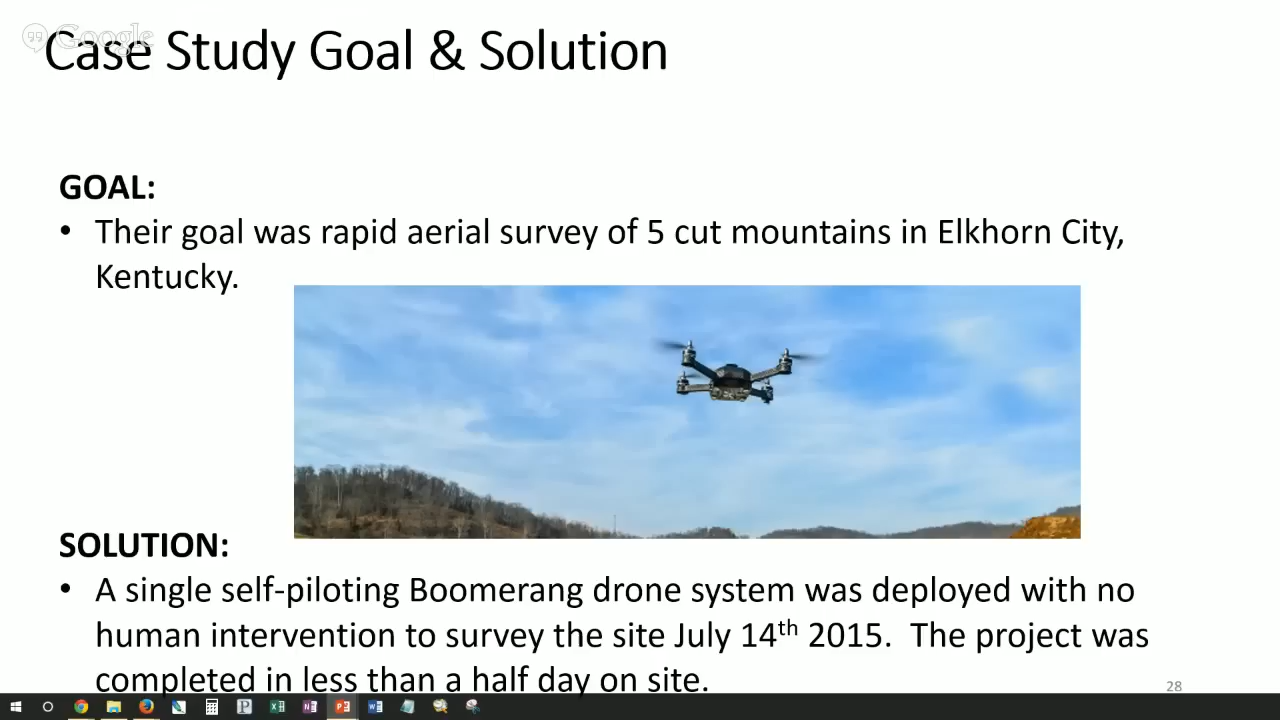 Google
Case Study Goal & Solution
GOAL:
• Their goal was rapid aerial survey of 5 cut mountains in Elkhorn City,
Kentucky.
SOLUTION:
• A single self-piloting Boomerang drone system was deployed with no
human intervention to survey the site July 14th 2015.  The project was
completed in less than a half day on site.
28